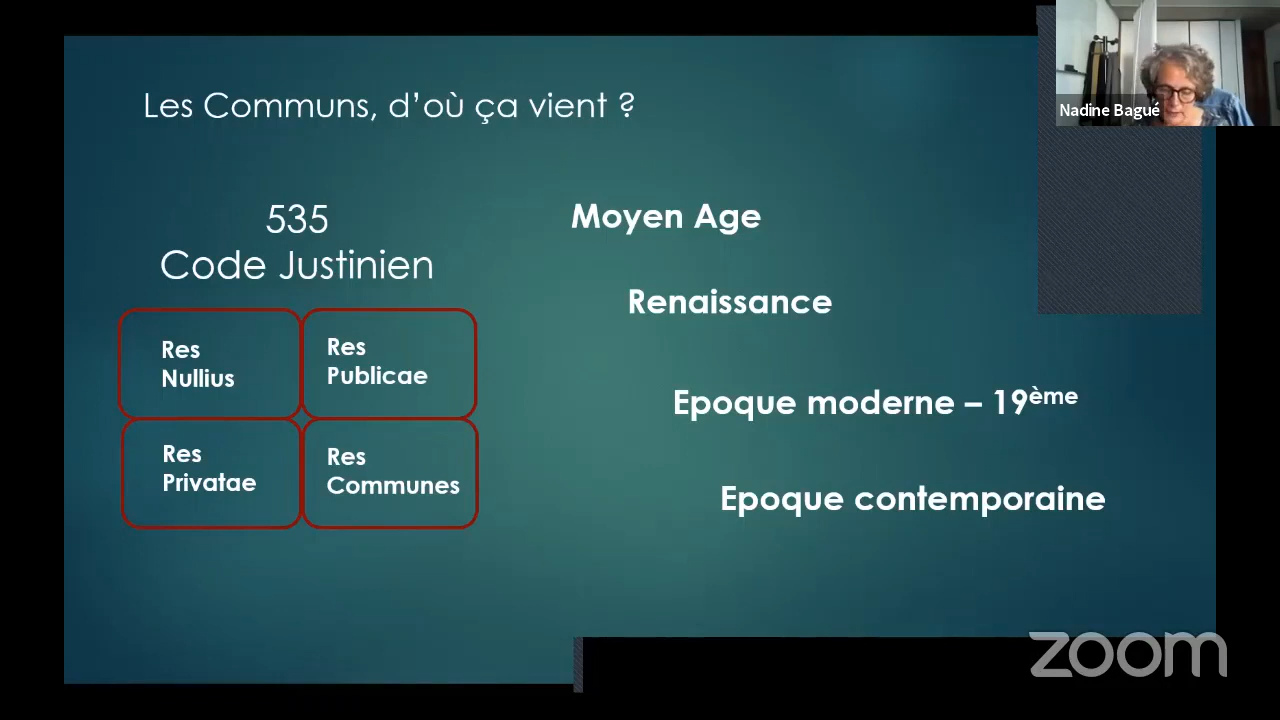 Les Communs, d'où ça vient ?
535
Code Justinien
Res
Nullius
Res
Publicae
Res
Privatae
Res
Communes
Moyen Age
Renaissance
Epoque moderne – 19ème
Epoque contemporaine
Nadine Bagué
zoom